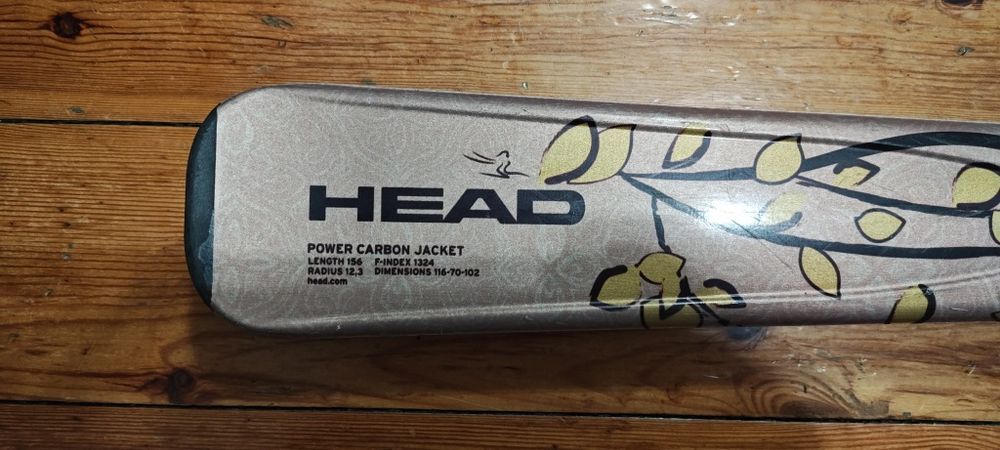 HEAD
POWER CARBON JACKET
LENGTH 156 F-INDEX 1324
RADIUS 12,3 DIMENSIONS 116-70-102
head.com